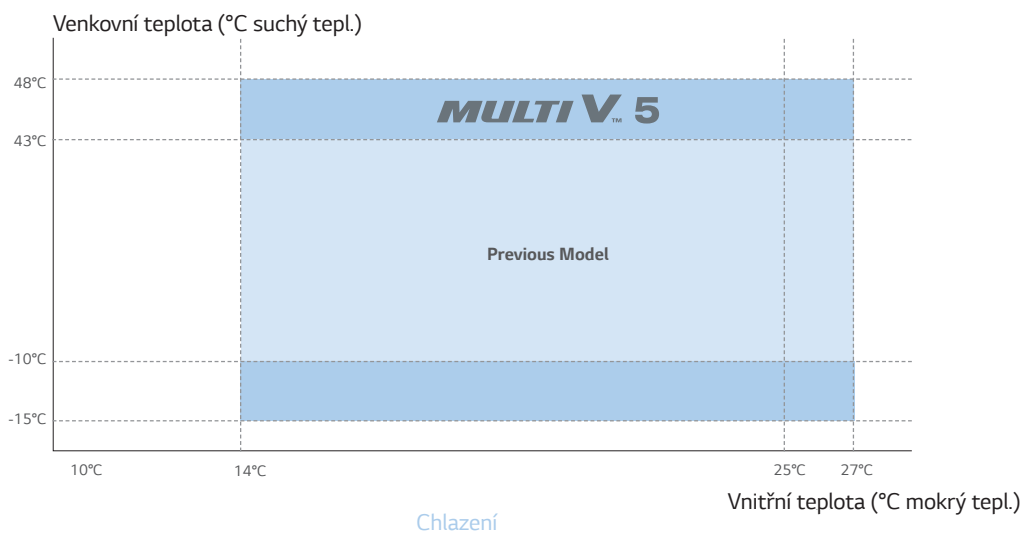 Venkovní teplota (°C suchý tepl.)
48°C
MULTI V™ 5
43°C
Previous Model
-10°C
-15°C
10°C 14°C 25°C 27°C
Vnitřní teplota (°C mokrý tepl.)
Chlazení